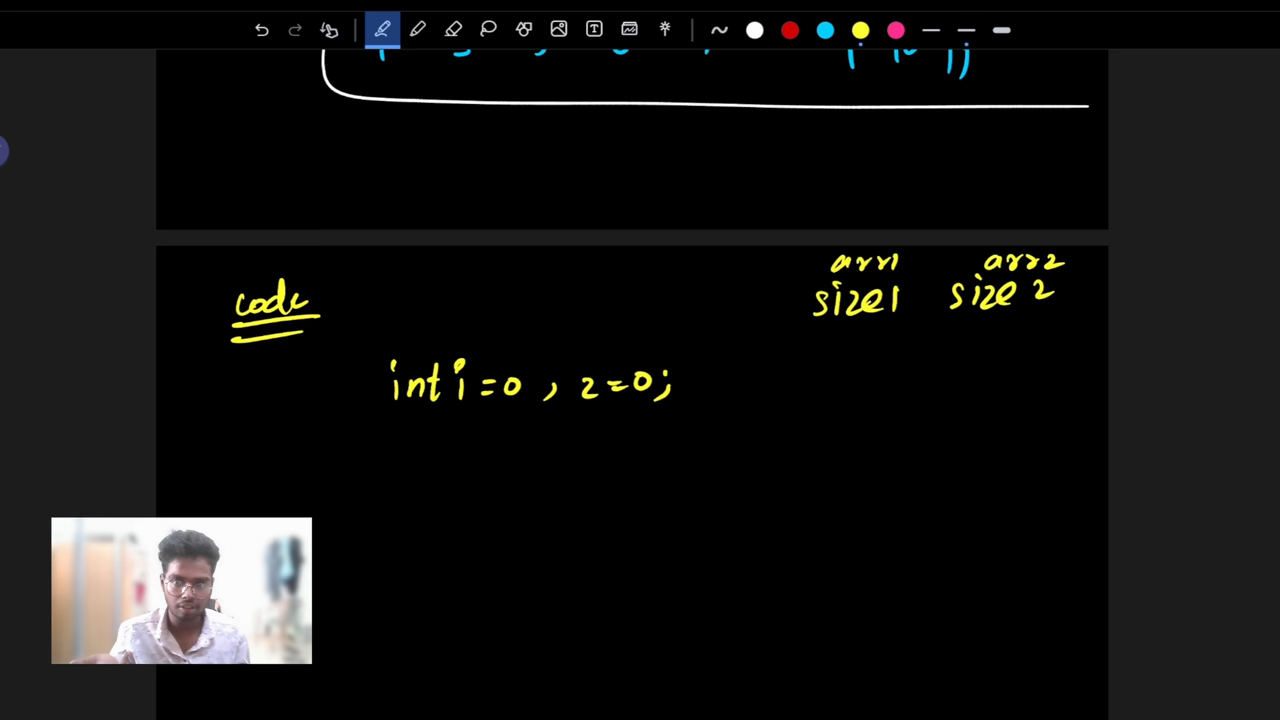 arr1 arr2
code size1 size2
int i=0 , z=0;